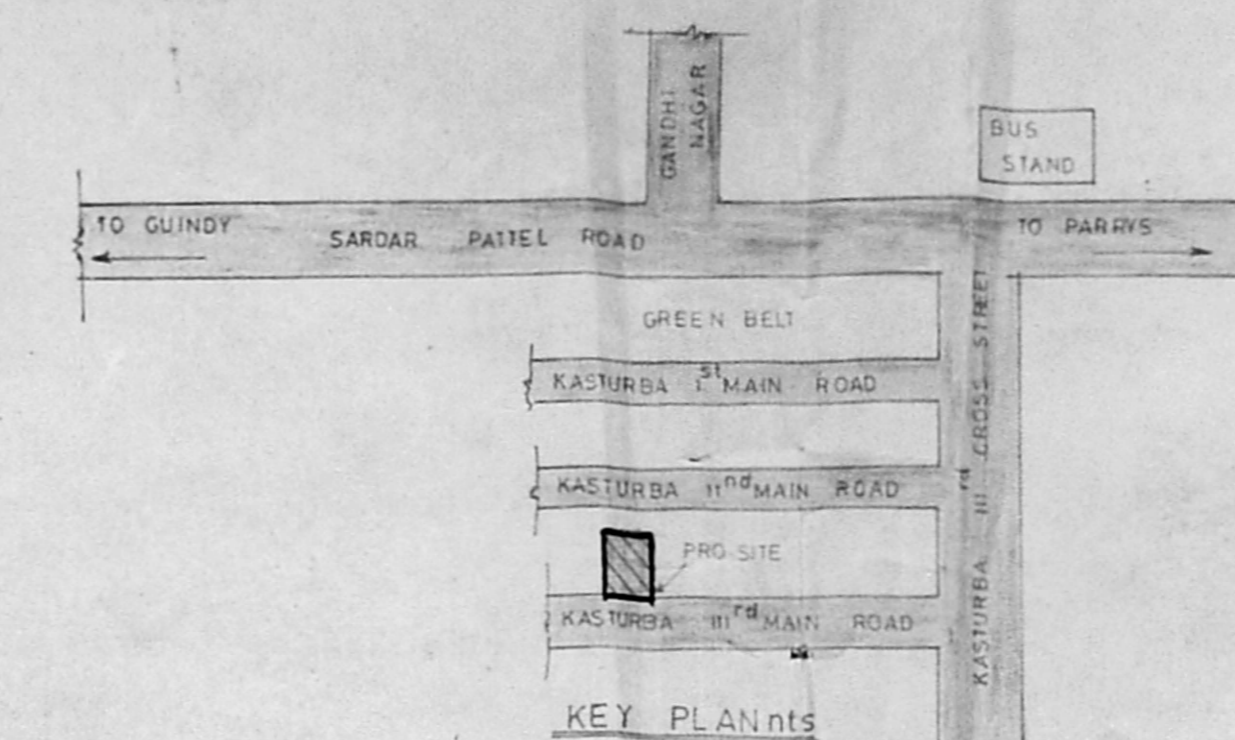 GANDHI
NAGAR
BUS
STAND
TO GUINDY
SARDAR PATTEL ROAD
TO PARRYS
GREEN BELT
KASTURBA Ist MAIN ROAD
KASTURBA IInd MAIN ROAD
PRO SITE
KASTURBA IIIrd MAIN ROAD
KASTURBA IIIrd CROSS STREET
KEY PLAN nts